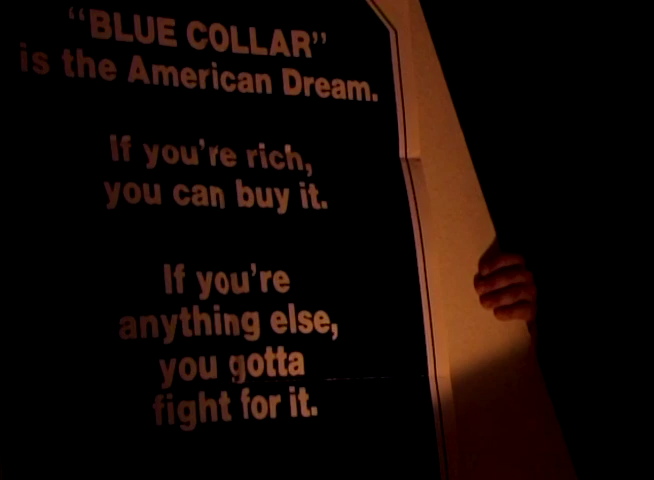 “BLUE COLLAR”
is the American Dream.
If you’re rich,
you can buy it.
If you’re
anything else,
you gotta
fight for it.